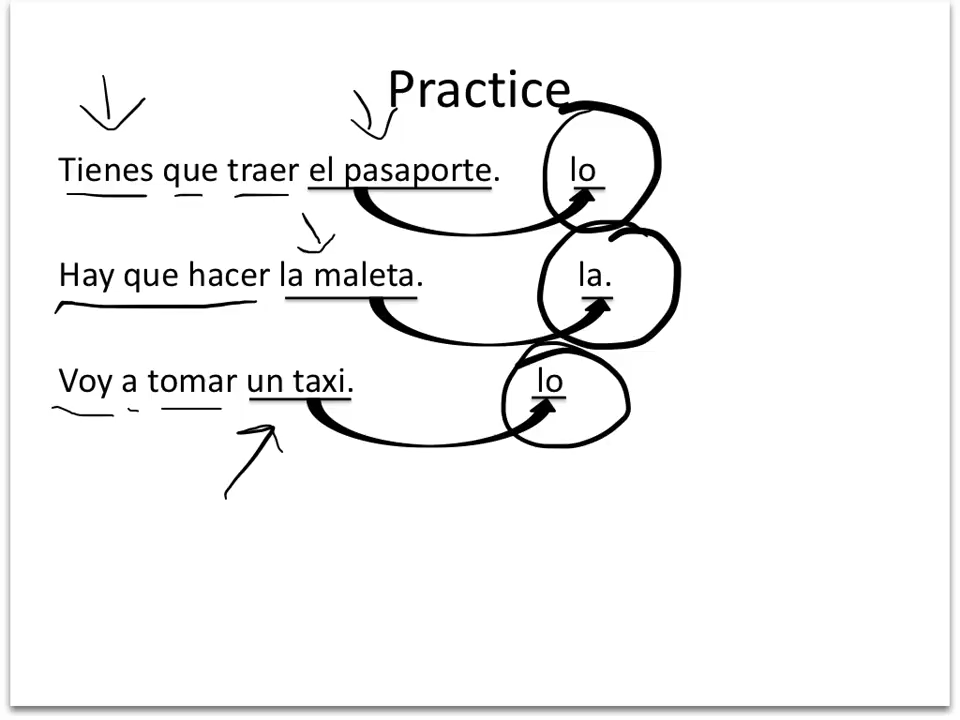 Practice
Tienes que traer el pasaporte. lo
Hay que hacer la maleta. la.
Voy a tomar un taxi. lo